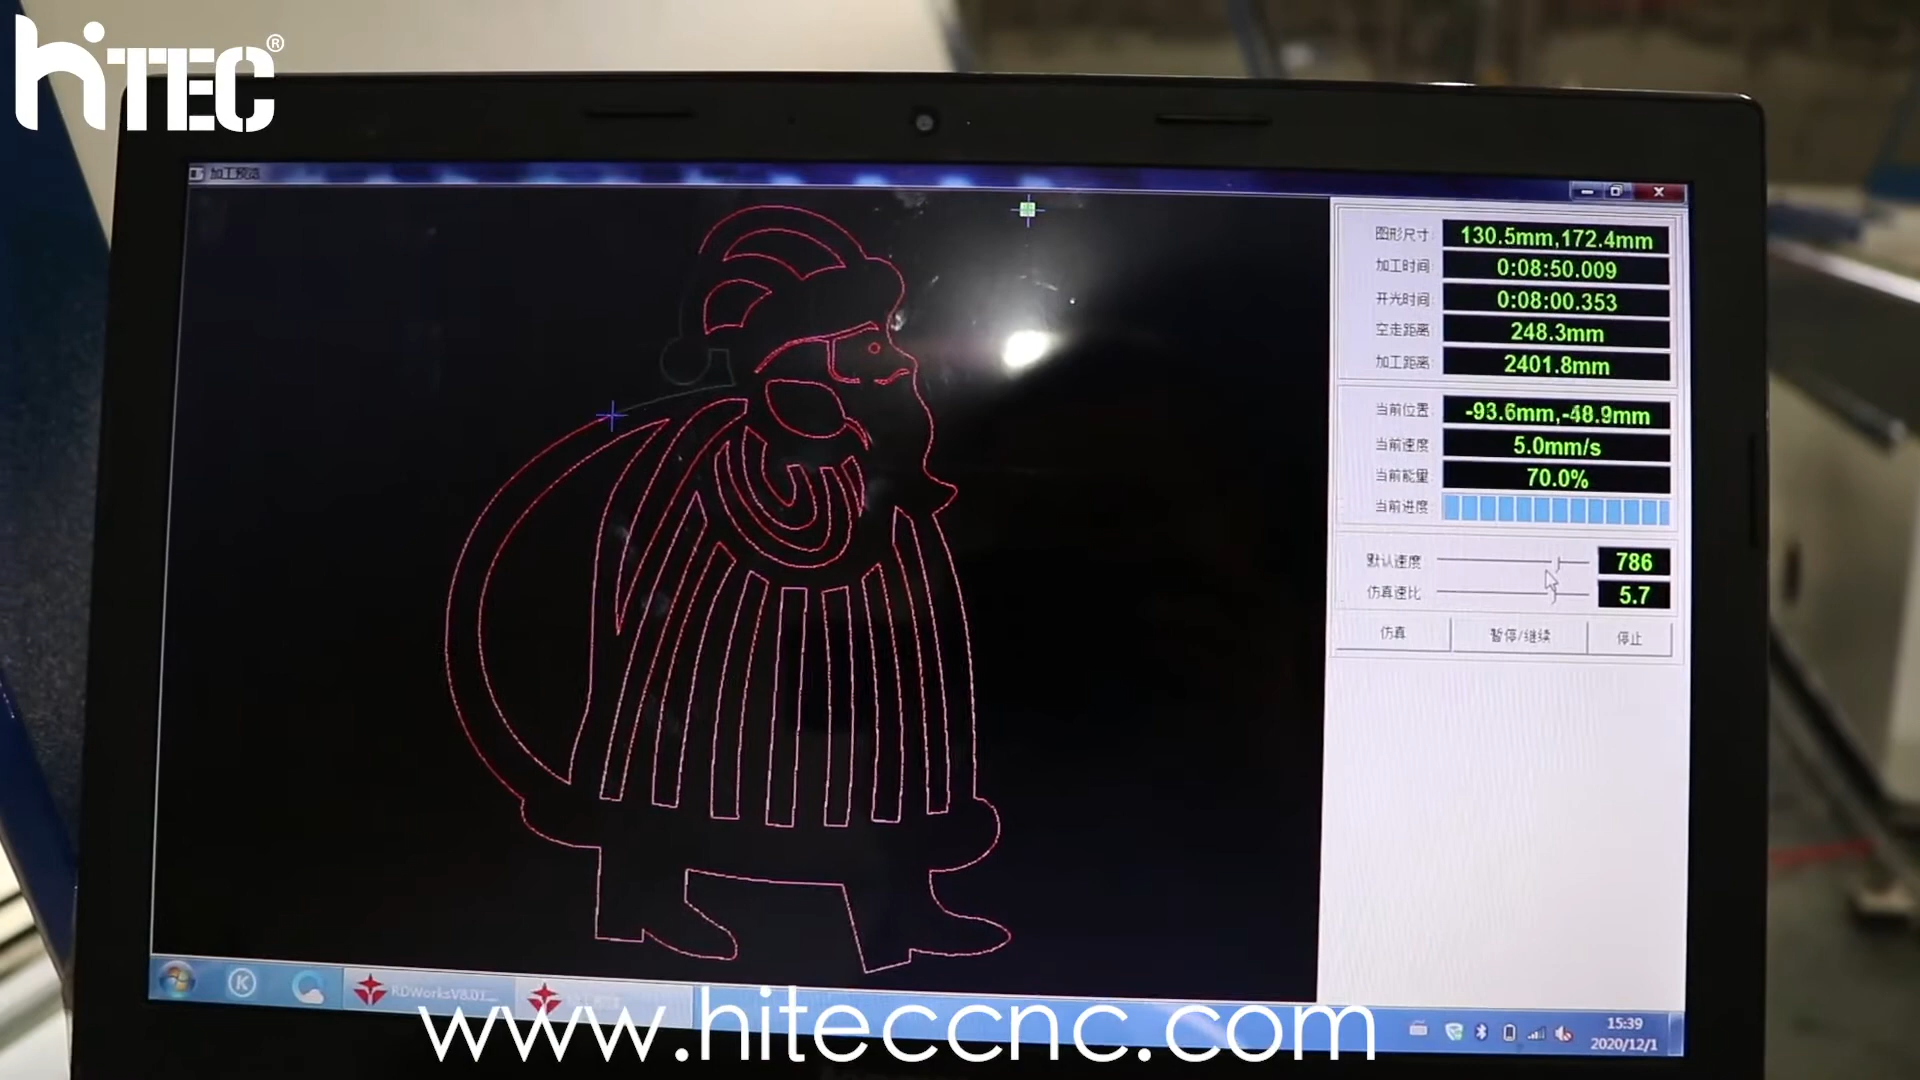 hiTEC®
加工预览
图形尺寸: 130.5mm,172.4mm
加工时间: 0:08:50.009
开光时间: 0:08:00.353
空走距离: 248.3mm
加工距离: 2401.8mm
当前位置: -93.6mm,-48.9mm
当前速度: 5.0mm/s
当前能量: 70.0%
当前进度:
默认速度 786
仿真速比 5.7
仿真 暂停/继续 停止
K RDWorksV8.01...
15:39
2020/12/1
www.hiteccnc.com